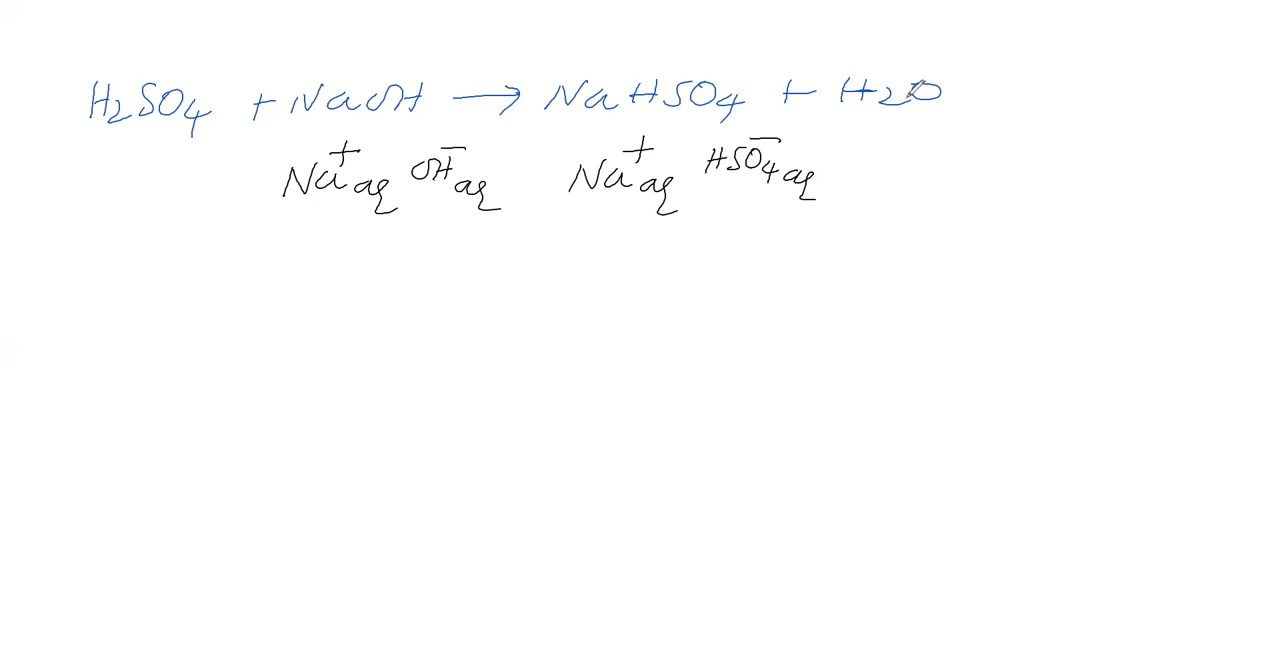 H2SO4 + NaOH → NaHSO4 + H2O
Na+aq OH−aq Na+aq HSO4−aq